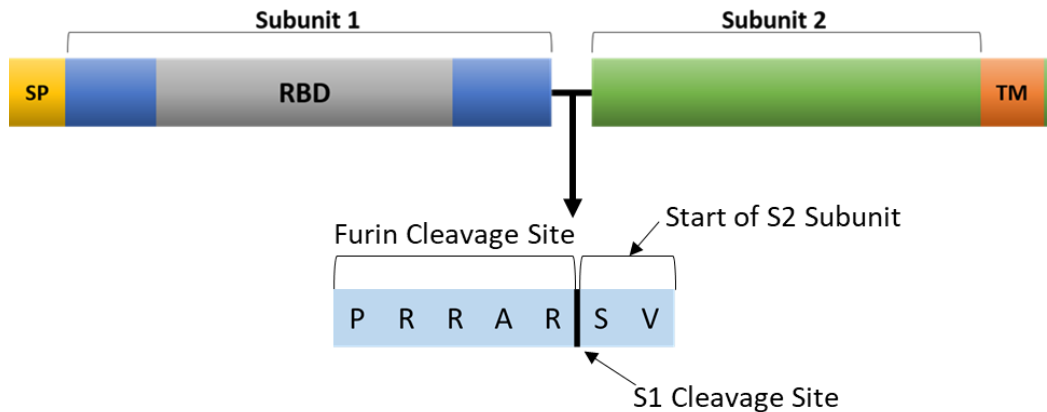 Subunit 1
Subunit 2
SP
RBD
TM
Start of S2 Subunit
Furin Cleavage Site
P R R A R S V
S1 Cleavage Site